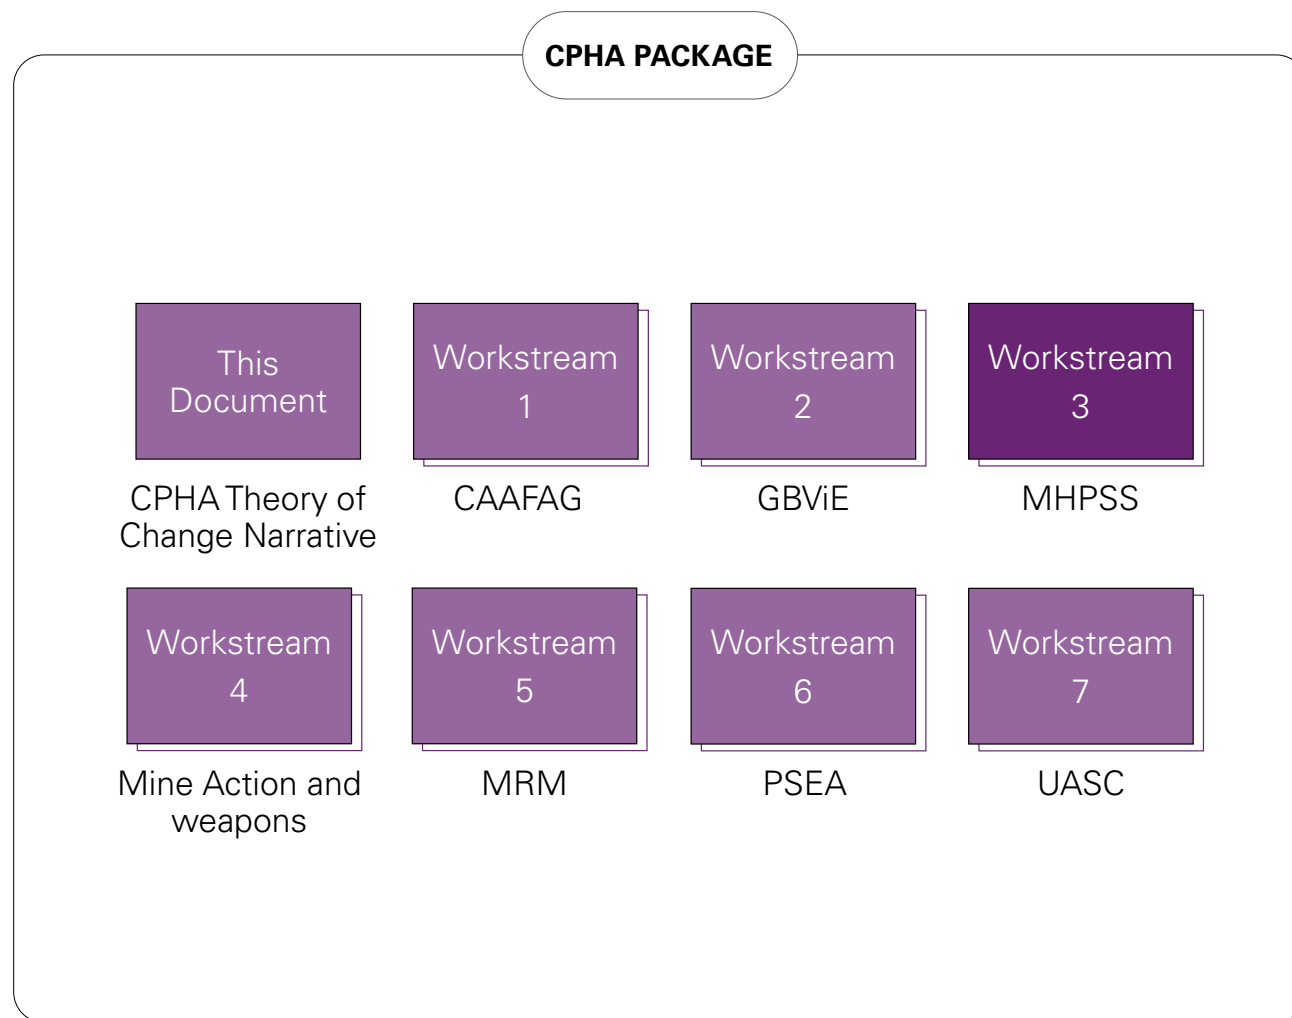 CPHA PACKAGE
This
Document
CPHA Theory of
Change Narrative
Workstream
1
CAAFAG
Workstream
2
GBViE
Workstream
3
MHPSS
Workstream
4
Mine Action and
weapons
Workstream
5
MRM
Workstream
6
PSEA
Workstream
7
UASC